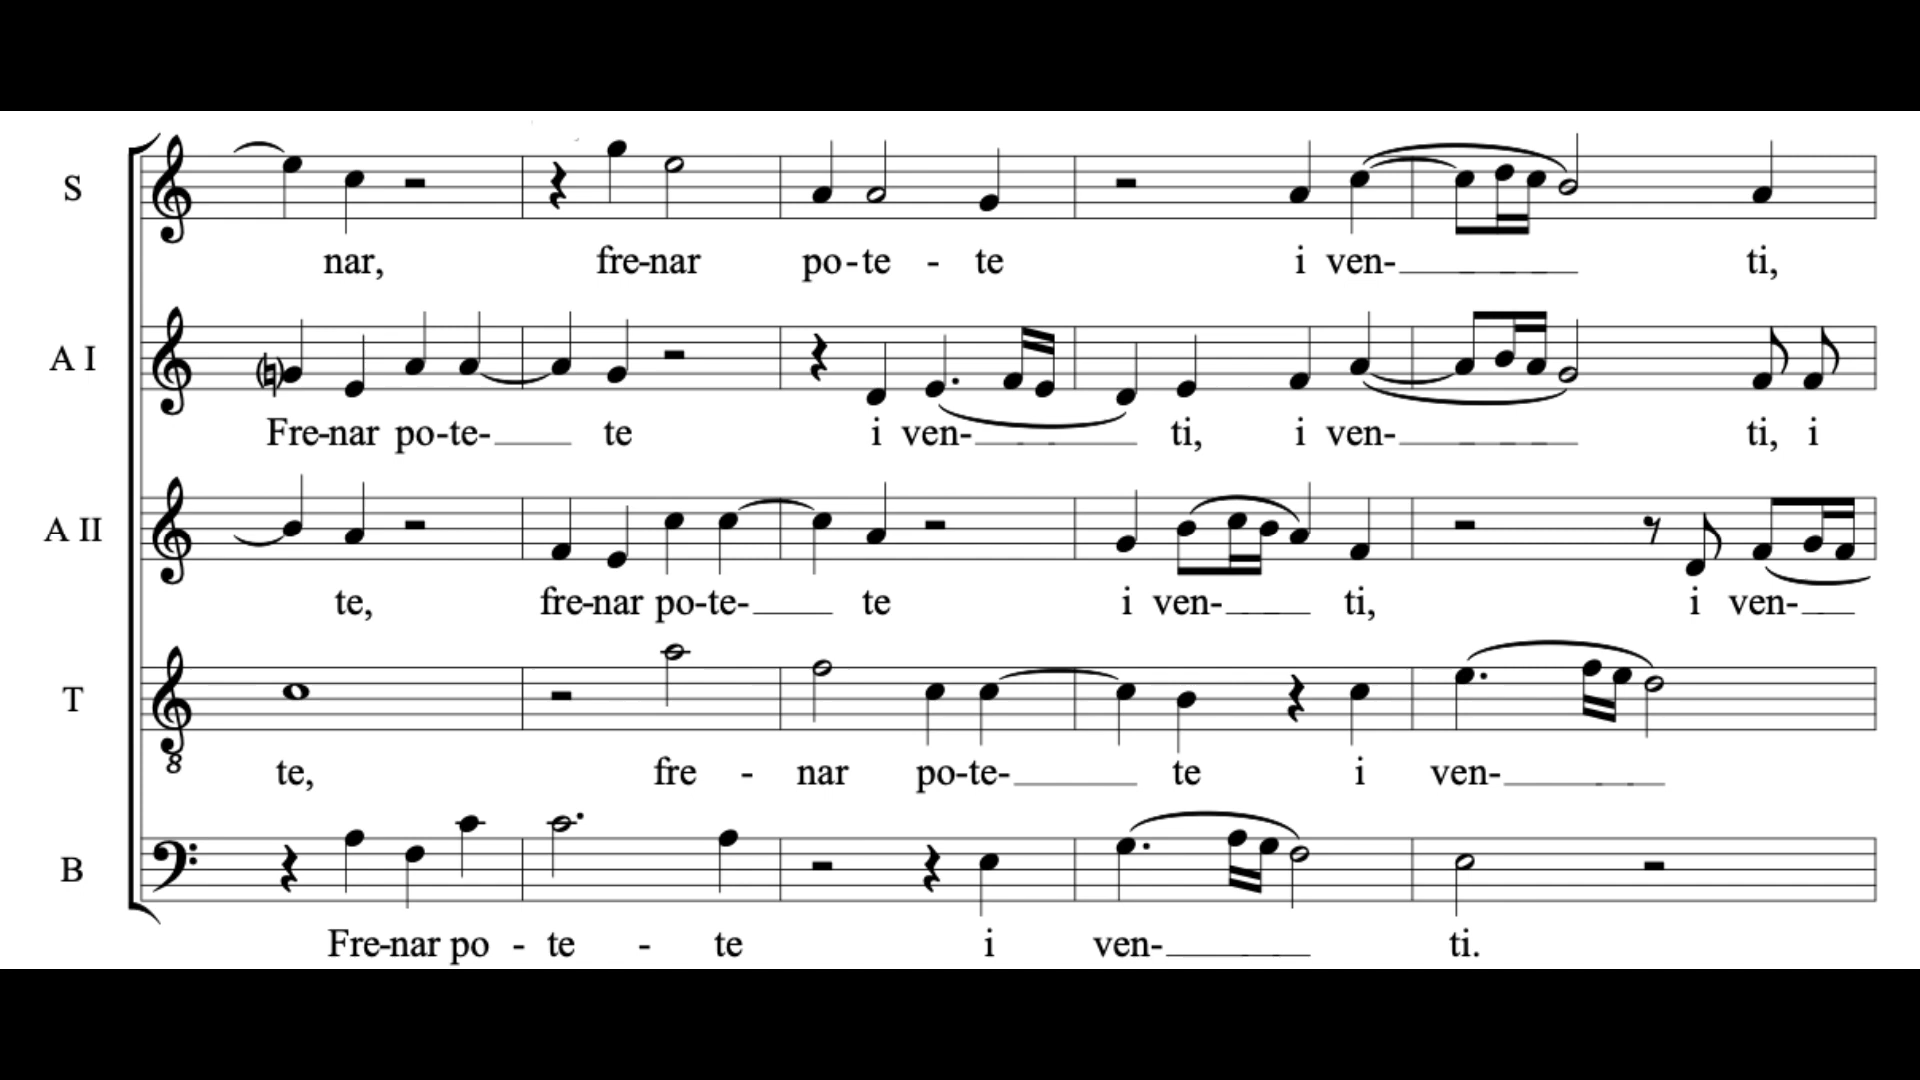 S
nar, fre-nar po-te - te i ven- ti,
A I
Fre-nar po-te- te i ven- ti, i ven- ti, i
A II
te, fre-nar po-te- te i ven- ti, i ven-
T
8
te, fre - nar po-te- te i ven-
B
Fre-nar po - te - te i ven- ti.